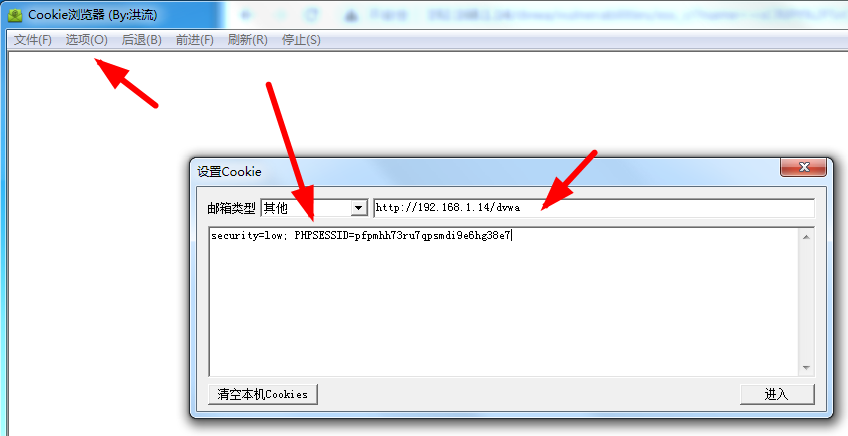 Cookie浏览器 (By:洪流)
文件(F) 选项(O) 后退(B) 前进(F) 刷新(R) 停止(S)
设置Cookie
邮箱类型 其他 http://192.168.1.14/dvwa
security=low; PHPSESSID=pfpmhh73ru7qpsmdi9e6hg38e7
清空本机Cookies 进入